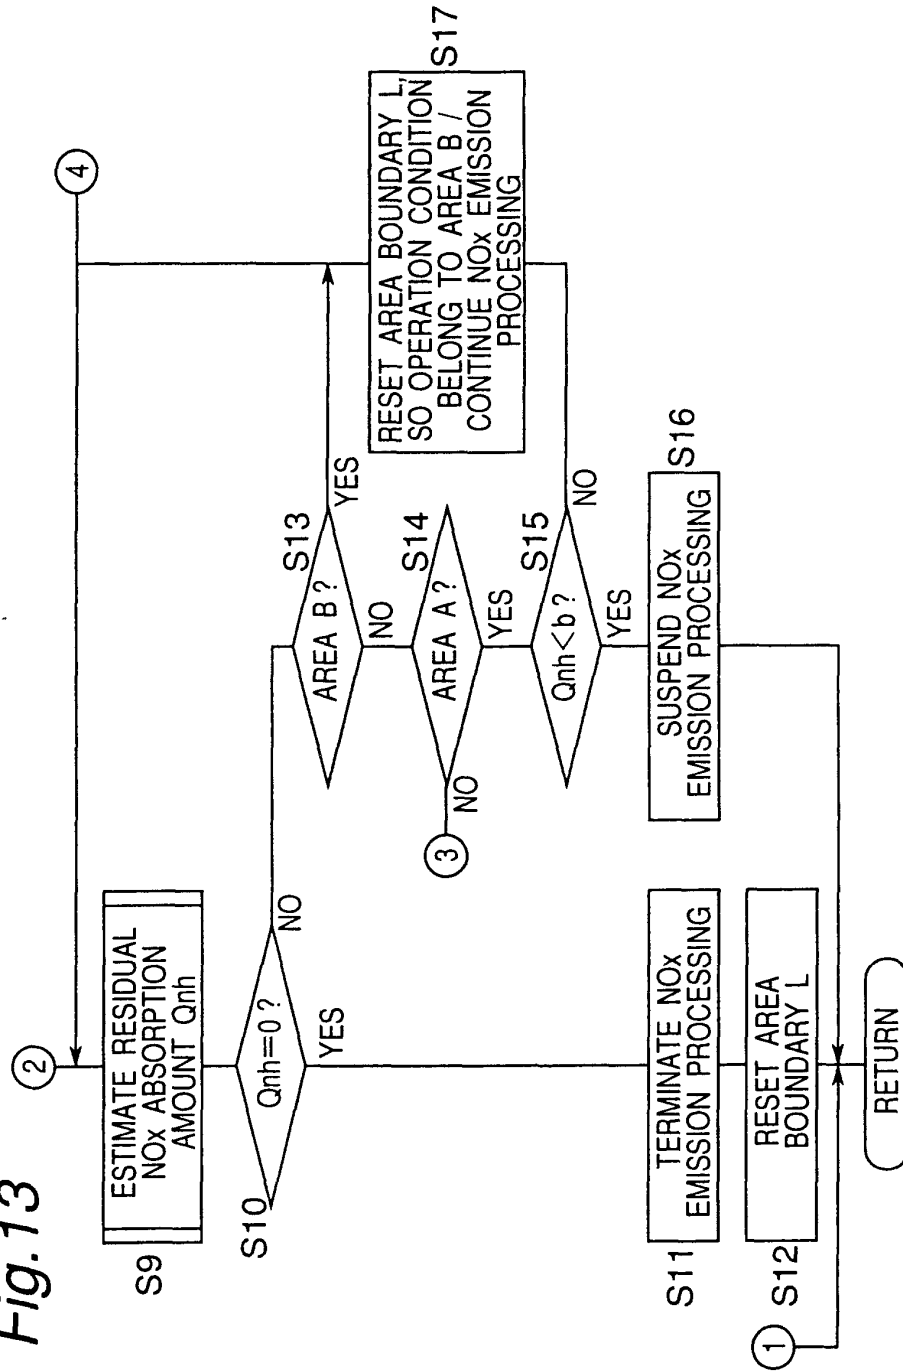 Fig.13
2
4
S9
ESTIMATE RESIDUAL
NOx ABSORPTION
AMOUNT Qnh
S10
Qnh=0?
NO
YES
S13
AREA B?
YES
NO
S14
AREA A?
NO
3
YES
S15
Qnh<b?
NO
YES
RESET AREA BOUNDARY L,
SO OPERATION CONDITION
BELONG TO AREA B /
CONTINUE NOx EMISSION
PROCESSING
S17
SUSPEND NOx
EMISSION PROCESSING
S16
S11
TERMINATE NOx
EMISSION PROCESSING
S12
RESET AREA
BOUNDARY L
1
RETURN